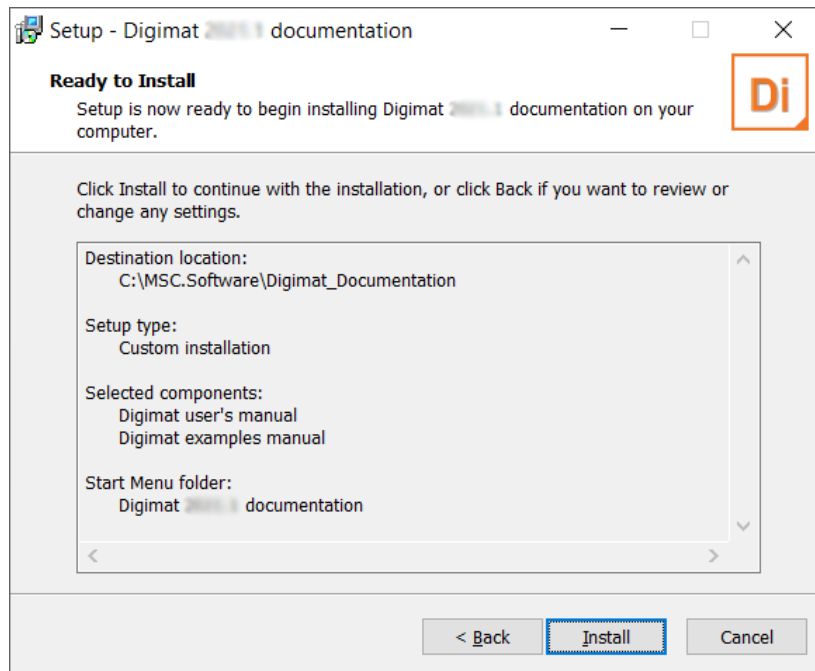 Setup - Digimat documentation
Ready to Install
Setup is now ready to begin installing Digimat documentation on your
computer.
Di
Click Install to continue with the installation, or click Back if you want to review or
change any settings.
Destination location:
C:\MSC.Software\Digimat_Documentation
Setup type:
Custom installation
Selected components:
Digimat user's manual
Digimat examples manual
Start Menu folder:
Digimat documentation
< Back
Install
Cancel